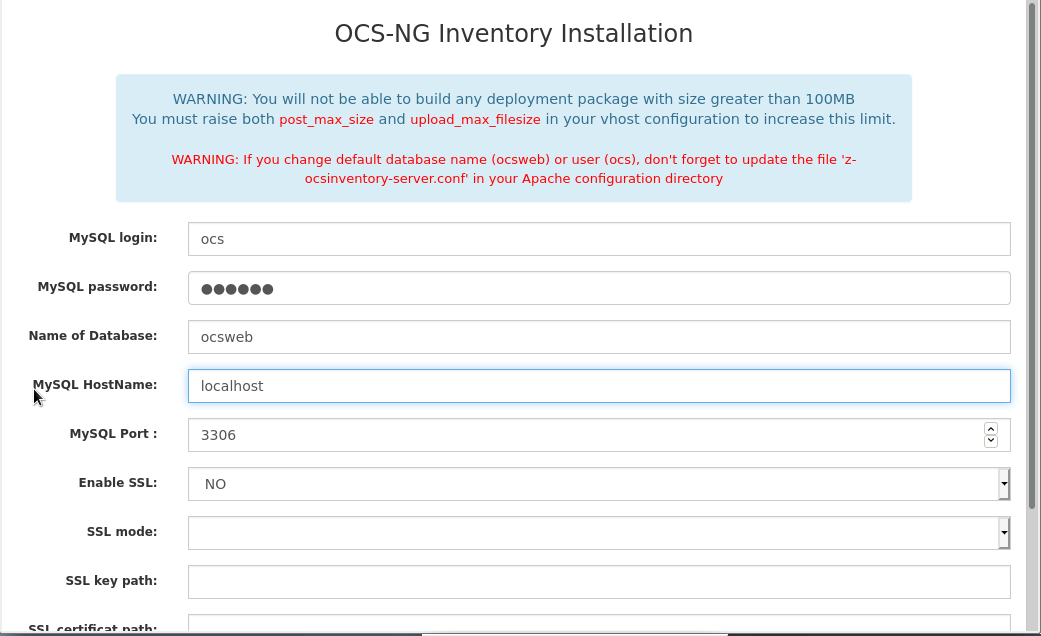 OCS-NG Inventory Installation
WARNING: You will not be able to build any deployment package with size greater than 100MB
You must raise both post_max_size and upload_max_filesize in your vhost configuration to increase this limit.
WARNING: If you change default database name (ocsweb) or user (ocs), don't forget to update the file 'z-
ocsinventory-server.conf' in your Apache configuration directory
MySQL login: ocs
MySQL password: ●●●●●●
Name of Database: ocsweb
MySQL HostName: localhost
MySQL Port : 3306
Enable SSL: NO
SSL mode:
SSL key path:
SSL certificat path: